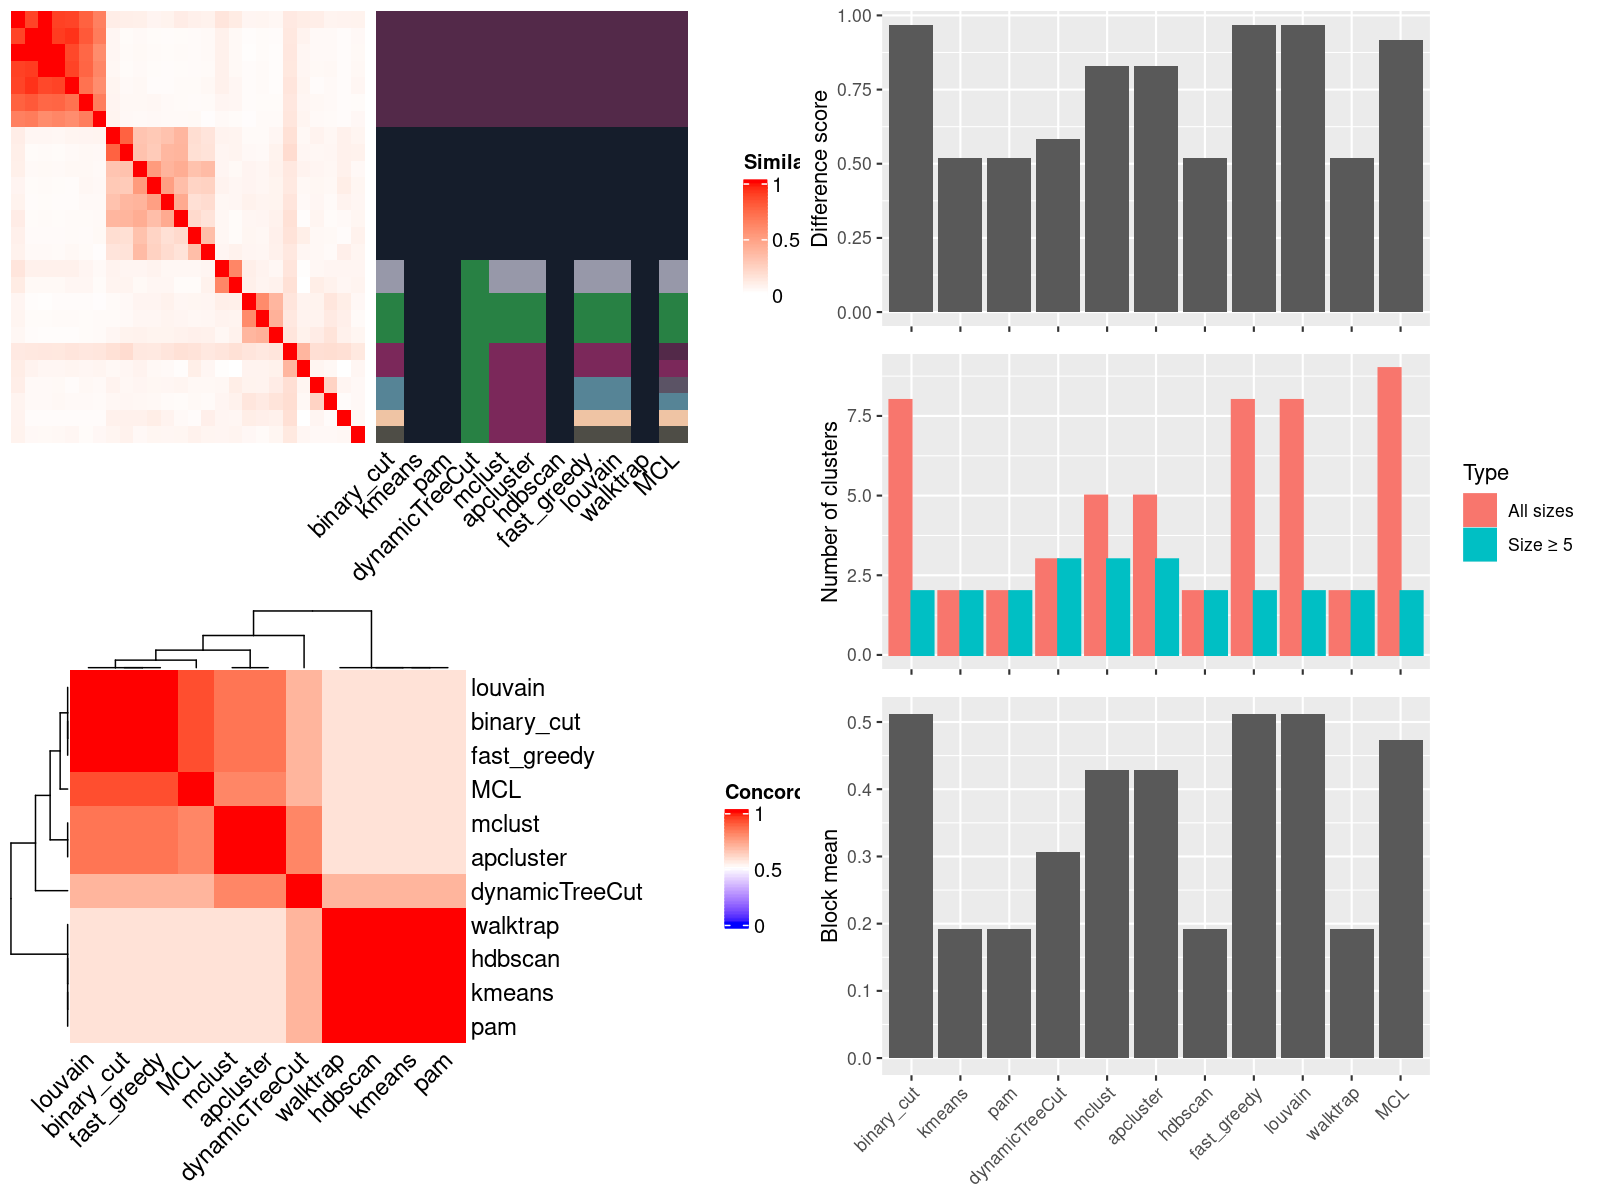 Simila
1
0.5
0
binary_cut
kmeans
pam
dynamicTreeCut
mclust
apcluster
hdbscan
fast_greedy
louvain
walktrap
MCL
Difference score
1.00
0.75
0.50
0.25
0.00
Number of clusters
7.5
5.0
2.5
0.0
Type
All sizes
Size ≥ 5
louvain
binary_cut
fast_greedy
MCL
mclust
apcluster
dynamicTreeCut
walktrap
hdbscan
kmeans
pam
louvain
binary_cut
fast_greedy
MCL
mclust
apcluster
dynamicTreeCut
walktrap
hdbscan
kmeans
pam
Concord
1
0.5
0
Block mean
0.5
0.4
0.3
0.2
0.1
0.0
binary_cut
kmeans
pam
dynamicTreeCut
mclust
apcluster
hdbscan
fast_greedy
louvain
walktrap
MCL